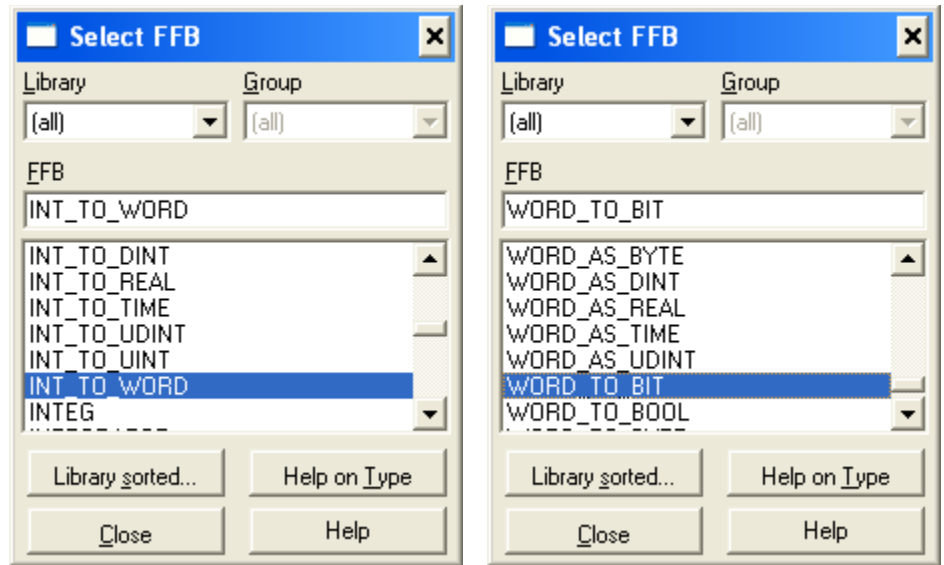 Select FFB
Library Group
(all) (all)
FFB
INT_TO_WORD
INT_TO_DINT
INT_TO_REAL
INT_TO_TIME
INT_TO_UDINT
INT_TO_UINT
INT_TO_WORD
INTEG
Library sorted... Help on Type
Close Help
Select FFB
Library Group
(all) (all)
FFB
WORD_TO_BIT
WORD_AS_BYTE
WORD_AS_DINT
WORD_AS_REAL
WORD_AS_TIME
WORD_AS_UDINT
WORD_TO_BIT
WORD_TO_BOOL
Library sorted... Help on Type
Close Help